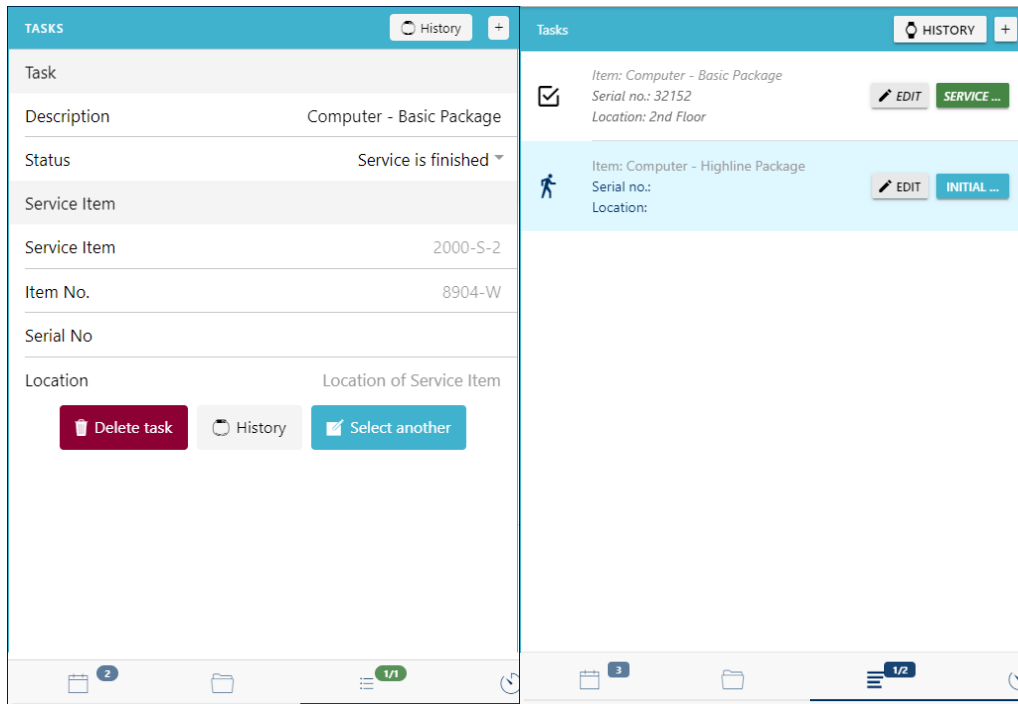 TASKS
History
+
Task
Description
Computer - Basic Package
Status
Service is finished
Service Item
Service Item
2000-S-2
Item No.
8904-W
Serial No
Location
Location of Service Item
Delete task
History
Select another
2
1/1
Tasks
HISTORY
+
Item: Computer - Basic Package
Serial no.: 32152
Location: 2nd Floor
EDIT
SERVICE ...
Item: Computer - Highline Package
Serial no.:
Location:
EDIT
INITIAL ...
3
1/2